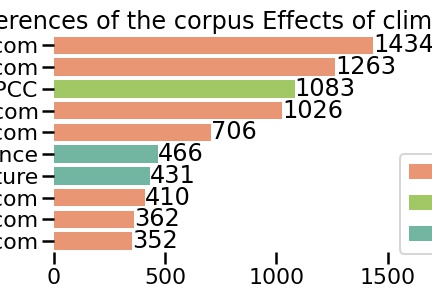 erences of the corpus Effects of clim
com 1434
com 1263
PCC 1083
com 1026
com 706
nce 466
ture 431
com 410
com 362
com 352
0 500 1000 1500